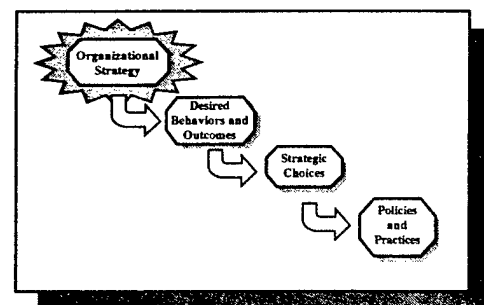 Organizational
Strategy
Desired
Behaviors and
Outcomes
Strategic
Choices
Policies
and
Practices